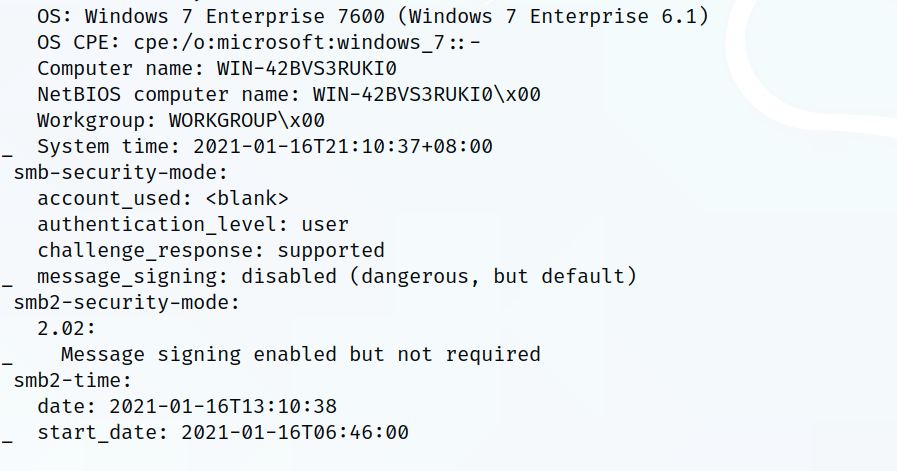 OS: Windows 7 Enterprise 7600 (Windows 7 Enterprise 6.1)
OS CPE: cpe:/o:microsoft:windows_7::-
Computer name: WIN-42BVS3RUKI0
NetBIOS computer name: WIN-42BVS3RUKI0\x00
Workgroup: WORKGROUP\x00
_ System time: 2021-01-16T21:10:37+08:00
smb-security-mode:
account_used: <blank>
authentication_level: user
challenge_response: supported
_ message_signing: disabled (dangerous, but default)
smb2-security-mode:
2.02:
_ Message signing enabled but not required
smb2-time:
date: 2021-01-16T13:10:38
_ start_date: 2021-01-16T06:46:00